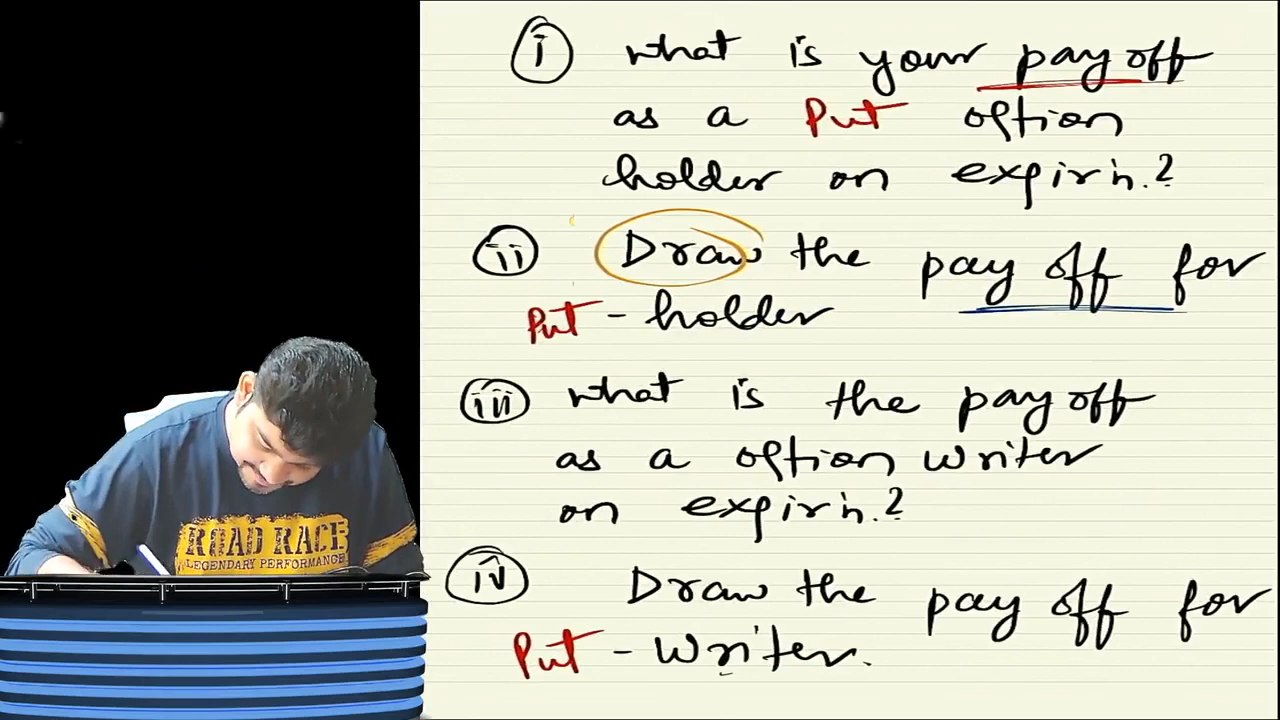 (i) what is your pay off
as a Put option
holder on expirin.?
(ii) Draw the pay off for
Put - holder
(iii) what is the pay off
as a option writer
on expirin.?
(iv) Draw the pay off for
Put - writer.
ROAD RACE
LEGENDARY PERFORMANCE